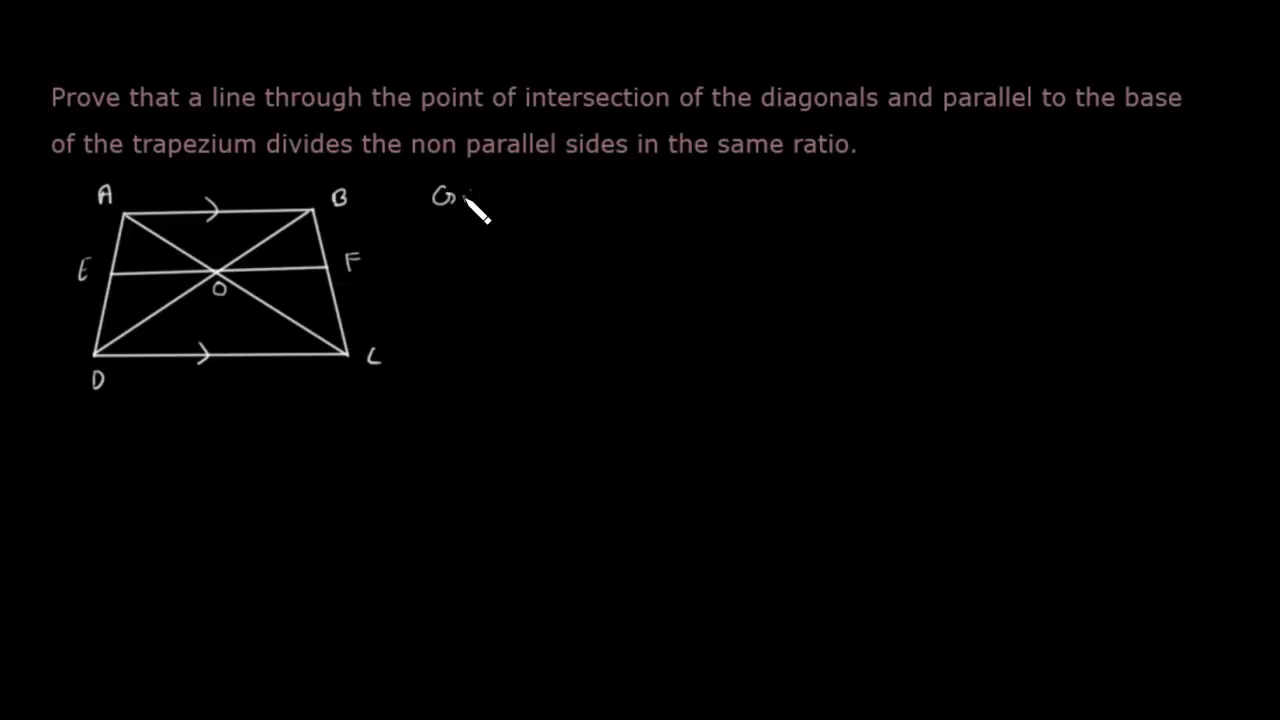 Prove that a line through the point of intersection of the diagonals and parallel to the base
of the trapezium divides the non parallel sides in the same ratio.
A B G
E F
O
D C